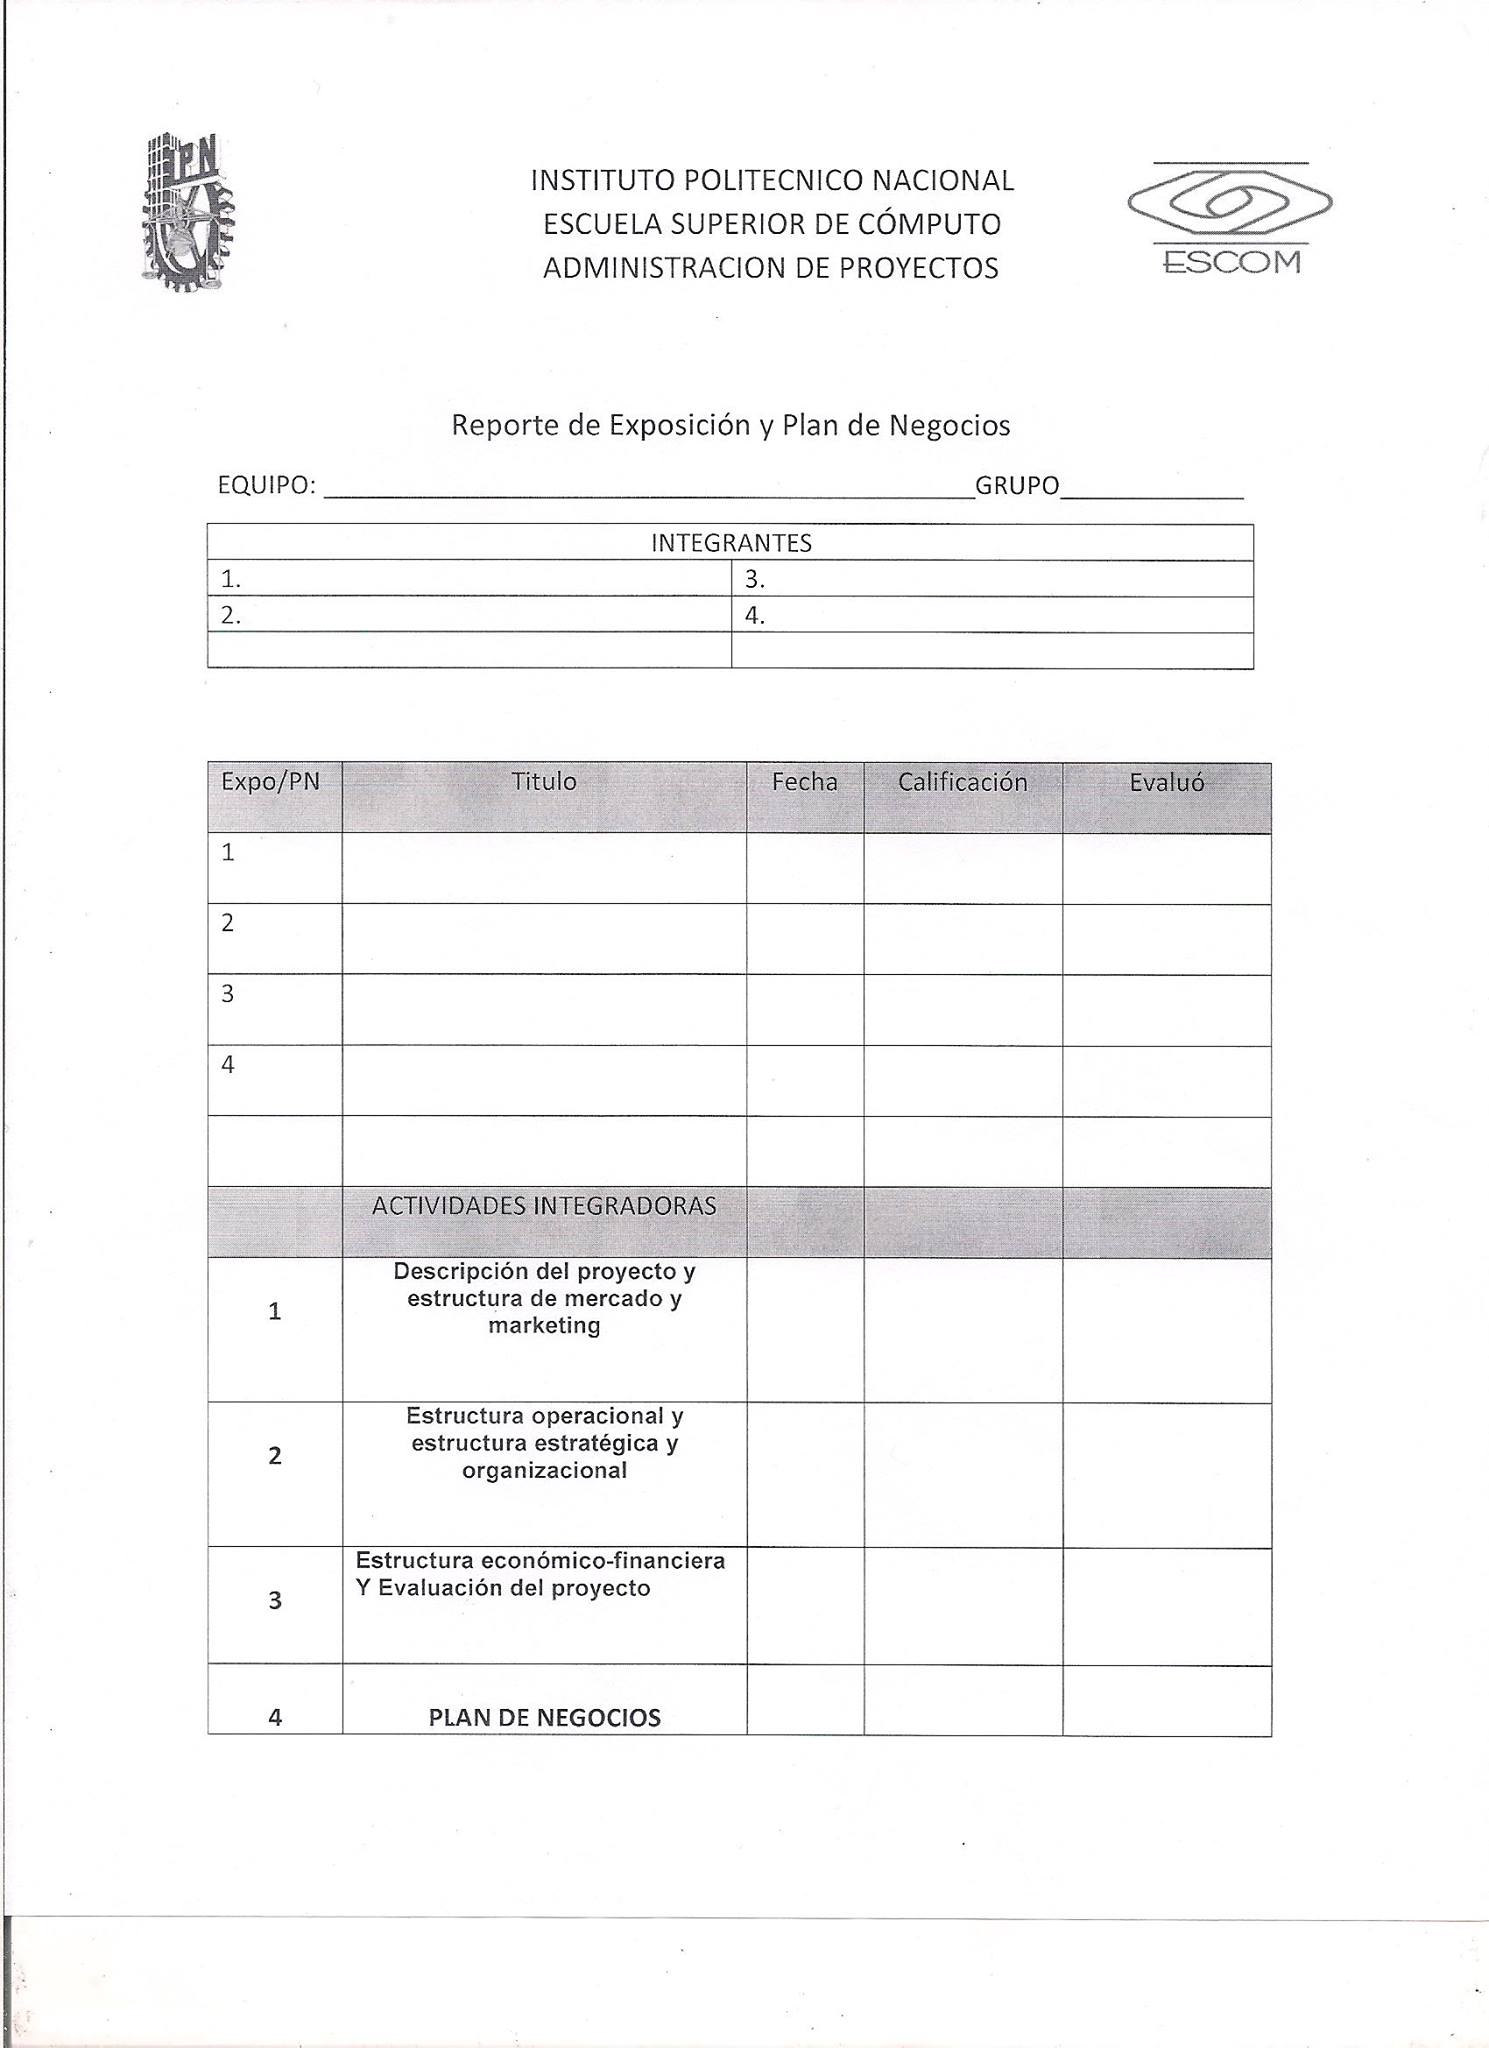 IPN
INSTITUTO POLITECNICO NACIONAL
ESCUELA SUPERIOR DE CÓMPUTO
ADMINISTRACION DE PROYECTOS
ESCOM
Reporte de Exposición y Plan de Negocios
EQUIPO: GRUPO
INTEGRANTES
1. 3.
2. 4.
Expo/PN Titulo Fecha Calificación Evaluó
1
2
3
4
ACTIVIDADES INTEGRADORAS
1 Descripción del proyecto y
estructura de mercado y
marketing
2 Estructura operacional y
estructura estratégica y
organizacional
3 Estructura económico-financiera
Y Evaluación del proyecto
4 PLAN DE NEGOCIOS